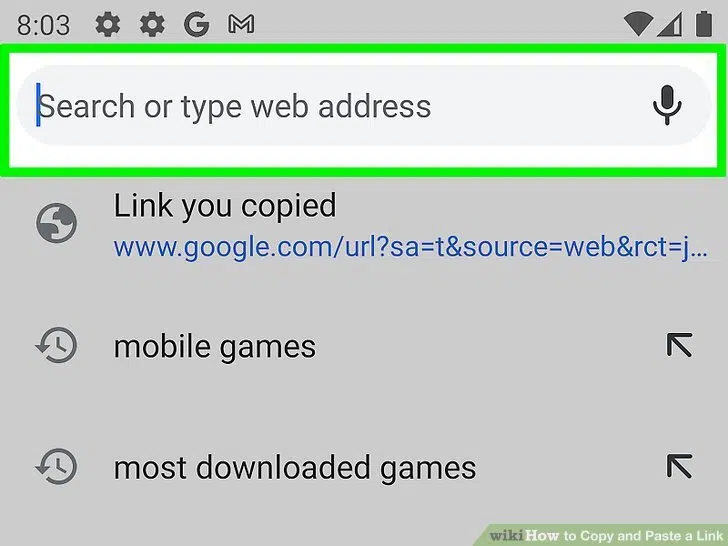 8:03
Search or type web address
Link you copied
www.google.com/url?sa=t&source=web&rct=j...
mobile games
most downloaded games
wikiHow to Copy and Paste a Link